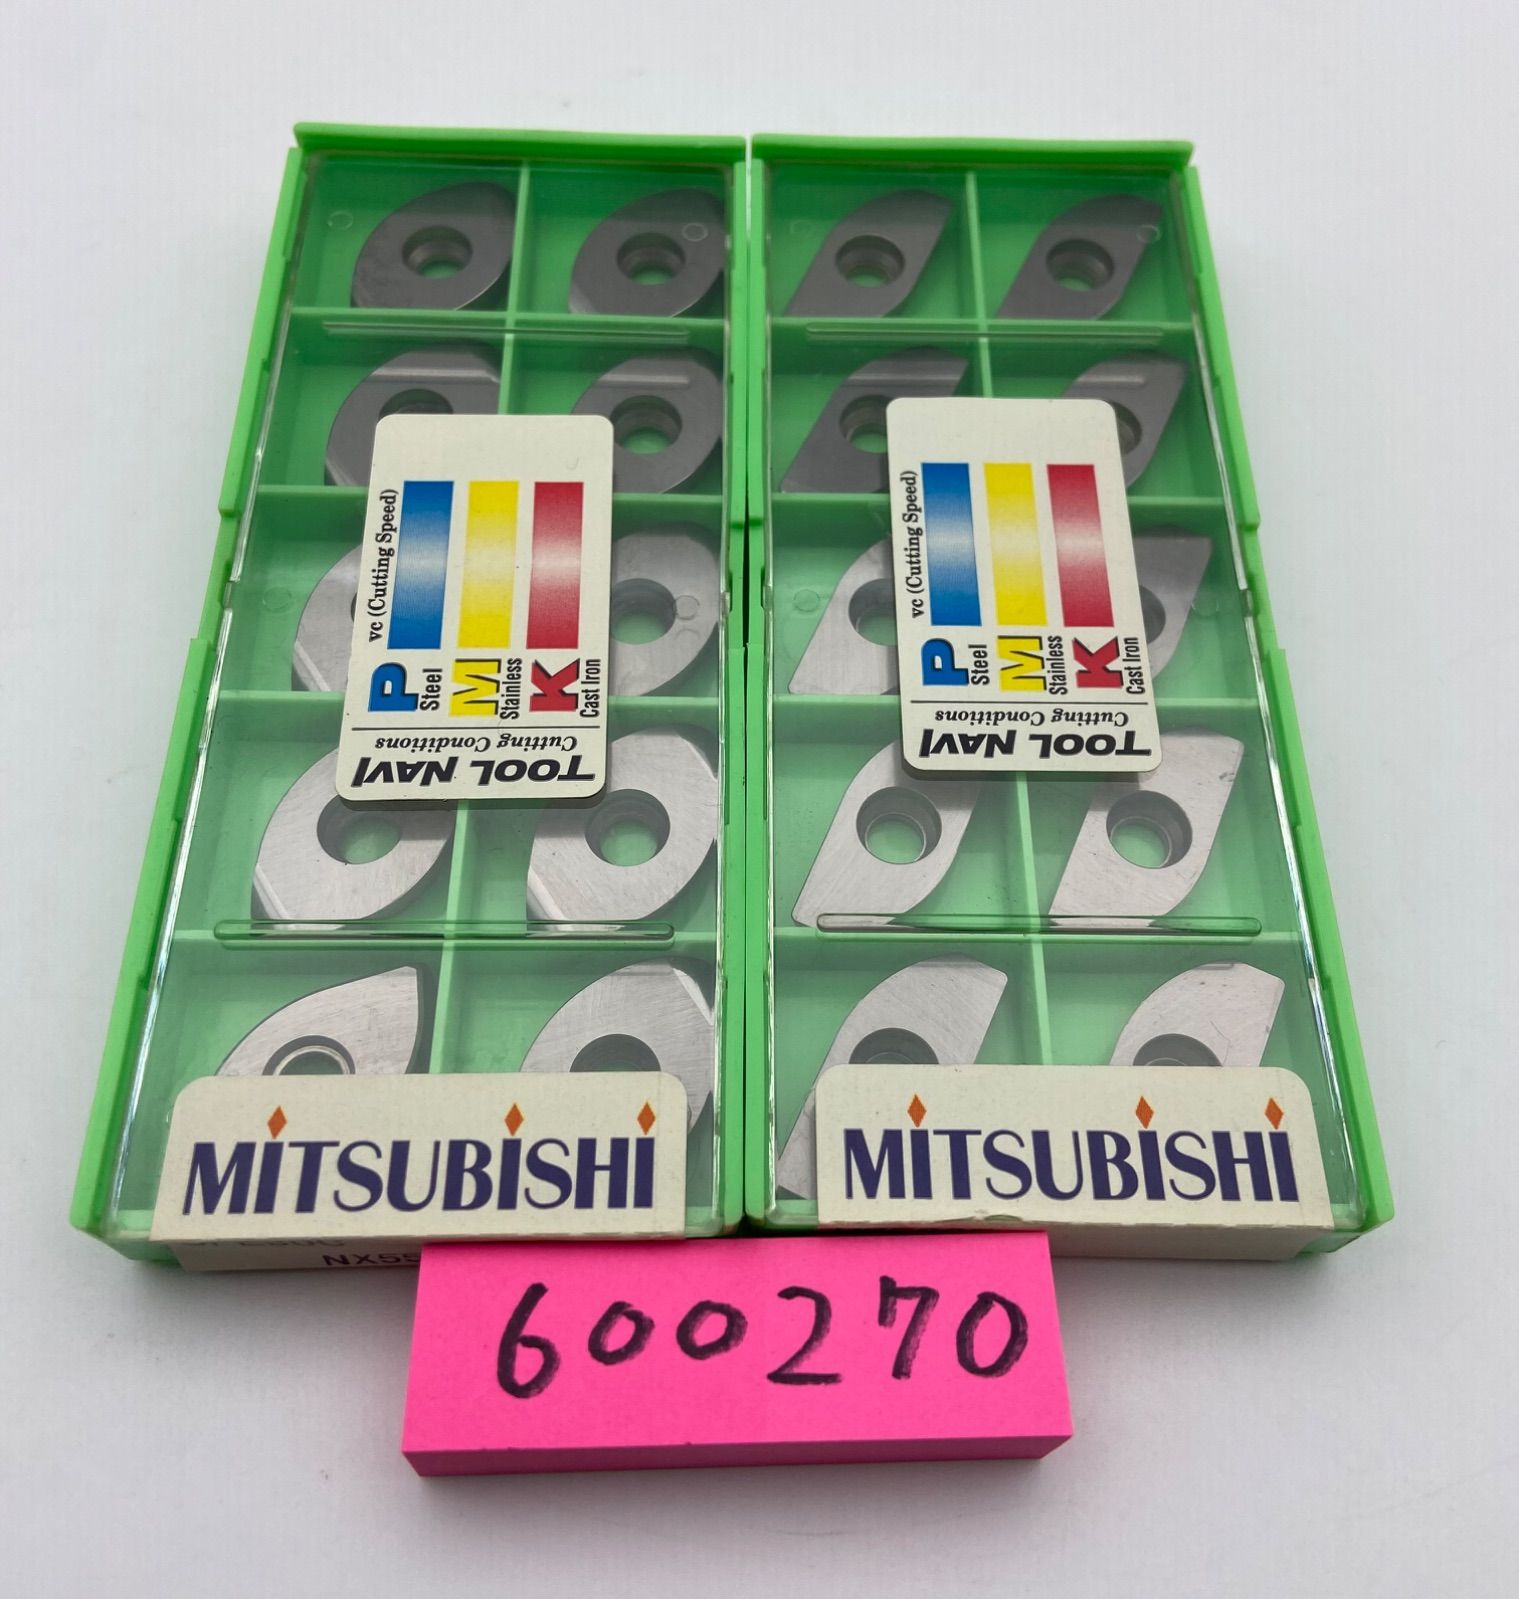 vc (Cutting Speed)
P
Steel
M
Stainless
K
Cast Iron
TOOL NAVI
Cutting Conditions
vc (Cutting Speed)
P
Steel
M
Stainless
K
Cast Iron
TOOL NAVI
Cutting Conditions
MITSUBISHI
MITSUBISHI
NX55
600270